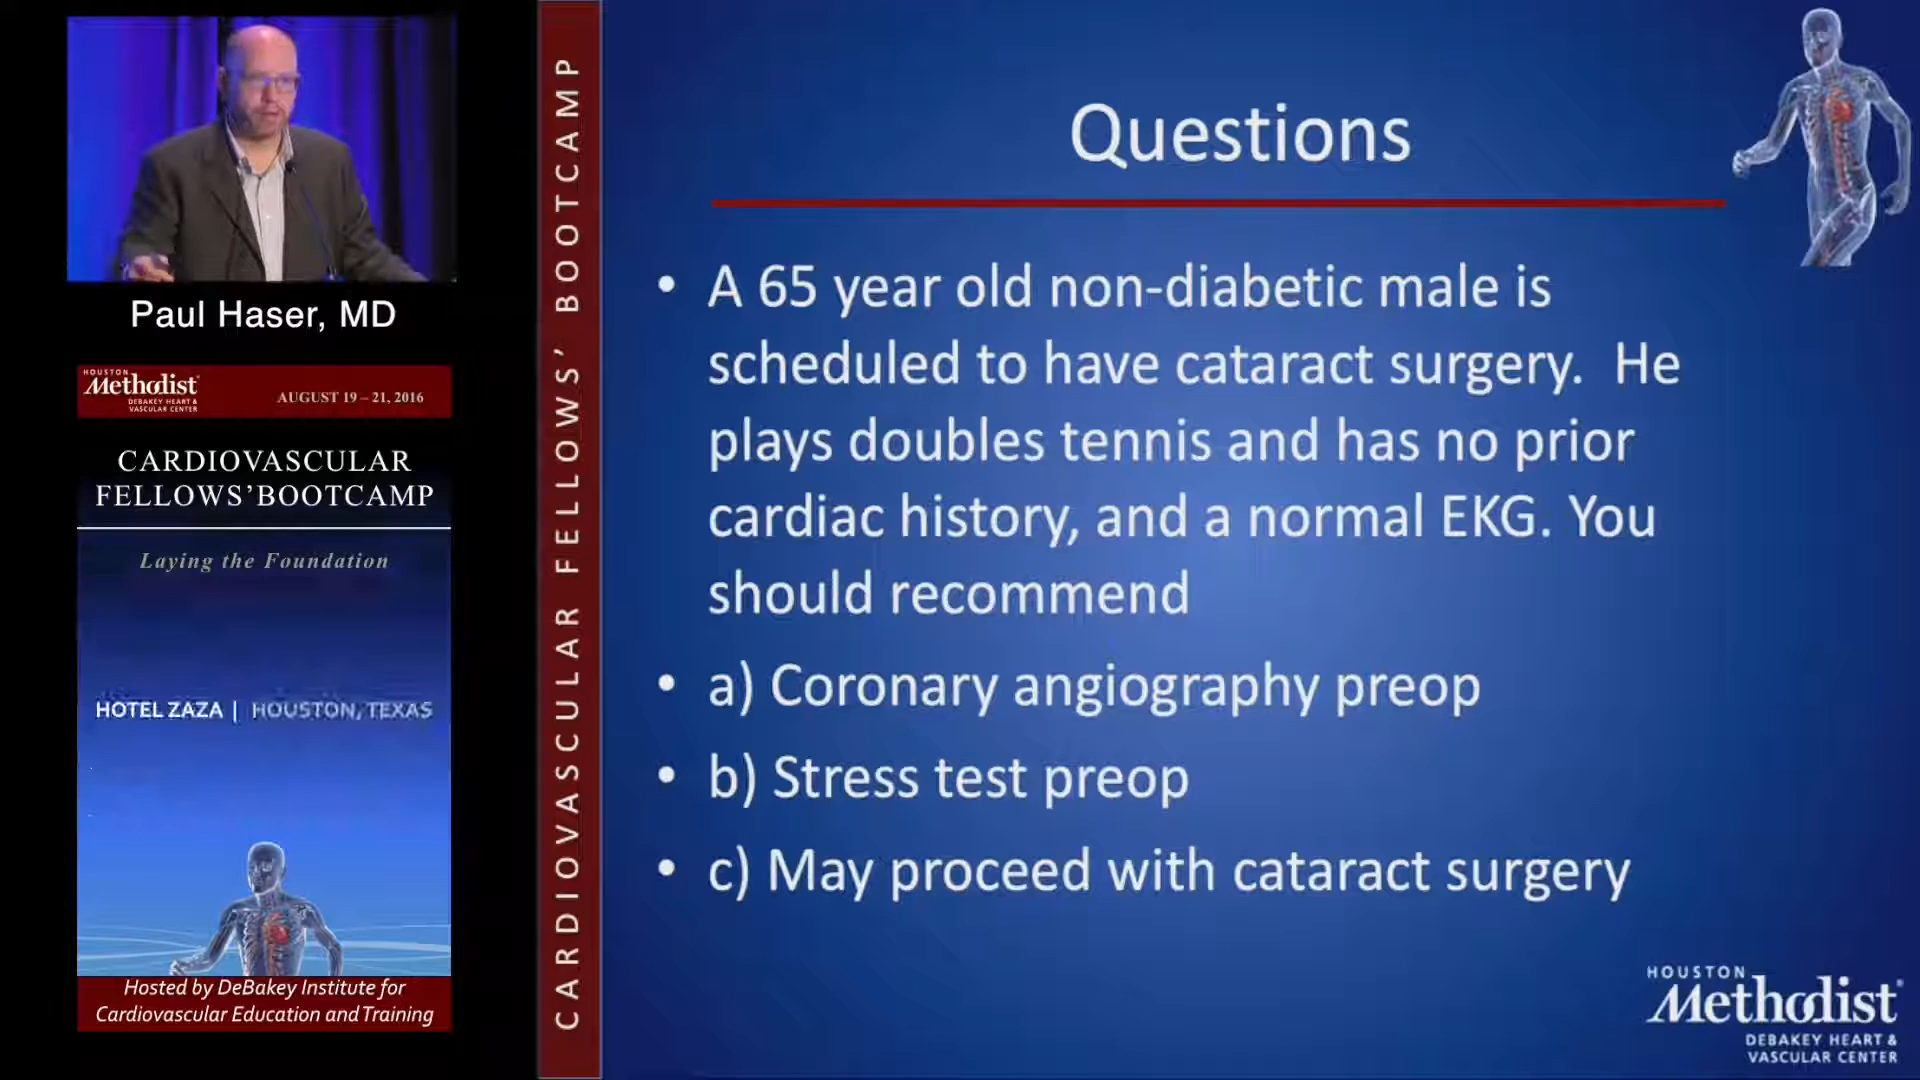 Paul Haser, MD
HOUSTON
Methodist
DEBAKEY HEART &
VASCULAR CENTER
AUGUST 19 – 21, 2016
CARDIOVASCULAR
FELLOWS’BOOTCAMP
Laying the Foundation
HOTEL ZAZA | HOUSTON, TEXAS
Hosted by DeBakey Institute for
Cardiovascular Education and Training
CARDIOVASCULAR FELLOWS’ BOOTCAMP
Questions
• A 65 year old non-diabetic male is
scheduled to have cataract surgery. He
plays doubles tennis and has no prior
cardiac history, and a normal EKG. You
should recommend
• a) Coronary angiography preop
• b) Stress test preop
• c) May proceed with cataract surgery
HOUSTON
Methodist
DEBAKEY HEART &
VASCULAR CENTER